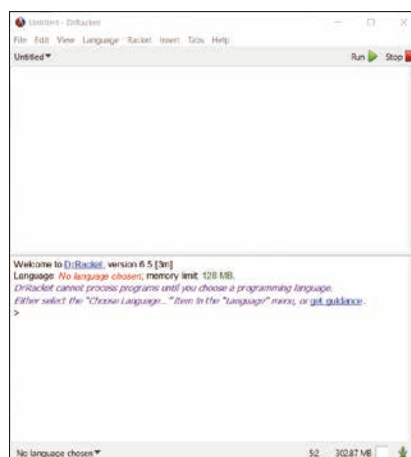 Untitled - DrRacket
File Edit View Language Racket Insert Tabs Help
Untitled
Run Stop
Welcome to DrRacket, version 6.5 [3m]
Language: No language chosen; memory limit: 128 MB.
DrRacket cannot process programs until you choose a programming language.
Either select the "Choose Language..." item in the "Language" menu, or get guidance.
>
No language chosen 5:2 302.87 MB